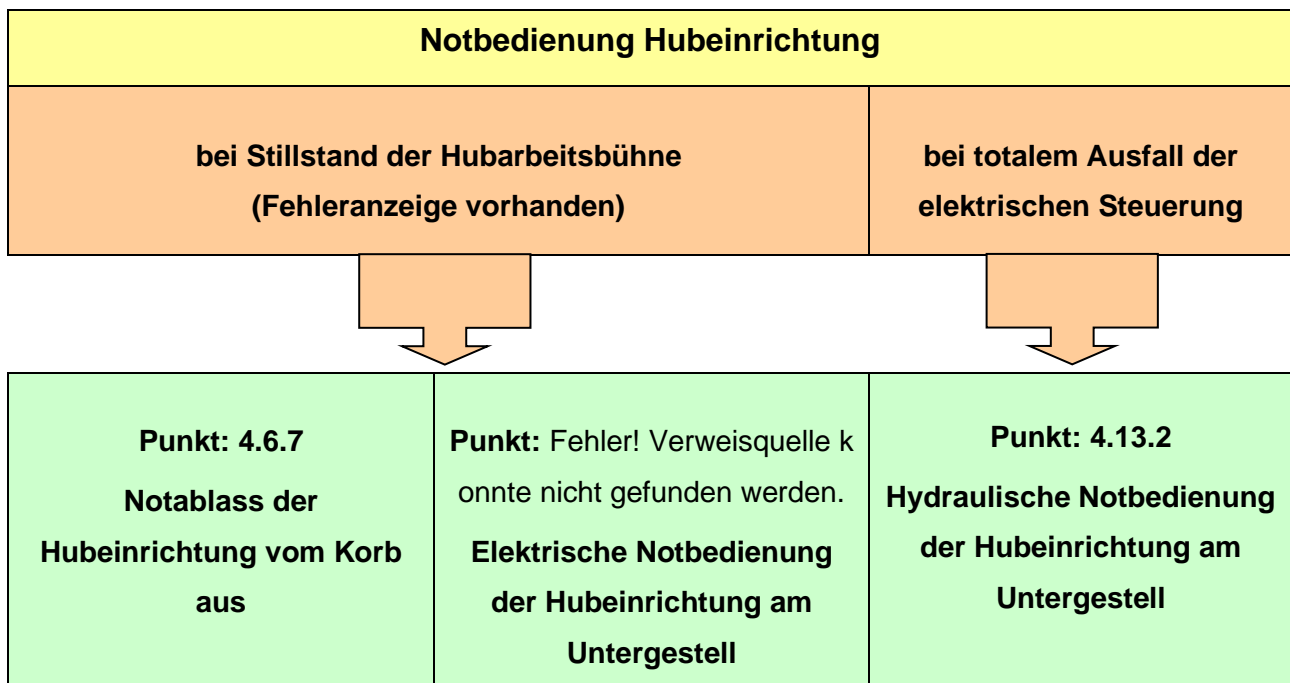 Notbedienung Hubeinrichtung
bei Stillstand der Hubarbeitsbühne
(Fehleranzeige vorhanden)
bei totalem Ausfall der
elektrischen Steuerung
Punkt: 4.6.7
Notablass der
Hubeinrichtung vom Korb
aus
Punkt: Fehler! Verweisquelle k
onnte nicht gefunden werden.
Elektrische Notbedienung
der Hubeinrichtung am
Untergestell
Punkt: 4.13.2
Hydraulische Notbedienung
der Hubeinrichtung am
Untergestell